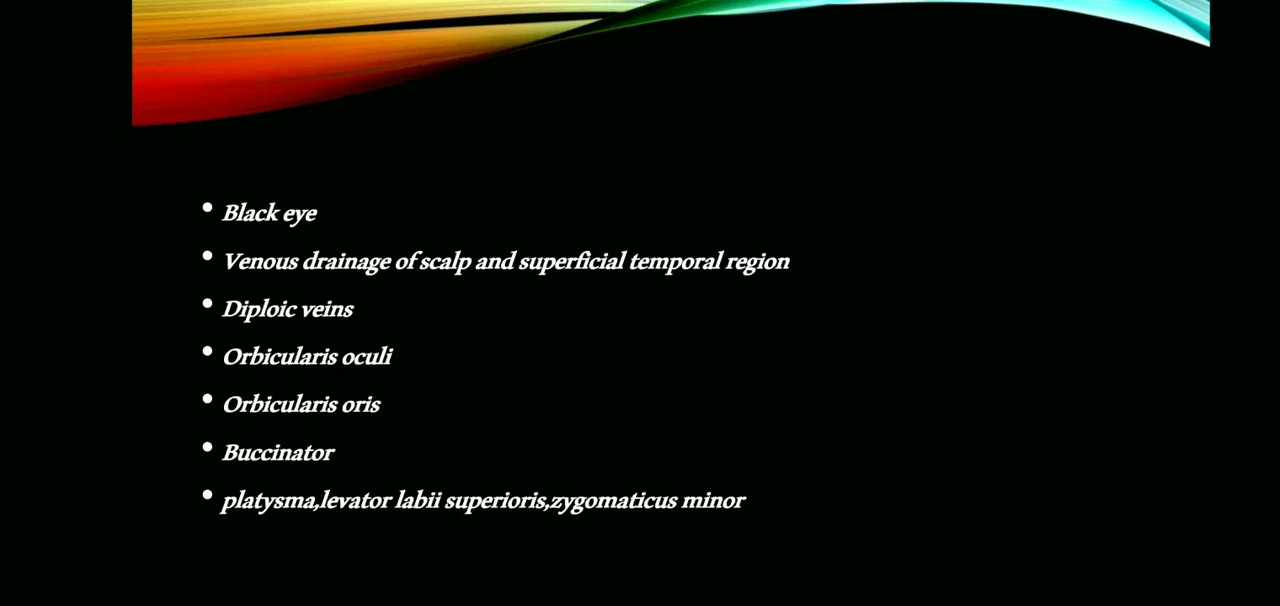 • Black eye
• Venous drainage of scalp and superficial temporal region
• Diploic veins
• Orbicularis oculi
• Orbicularis oris
• Buccinator
• platysma,levator labii superioris,zygomaticus minor